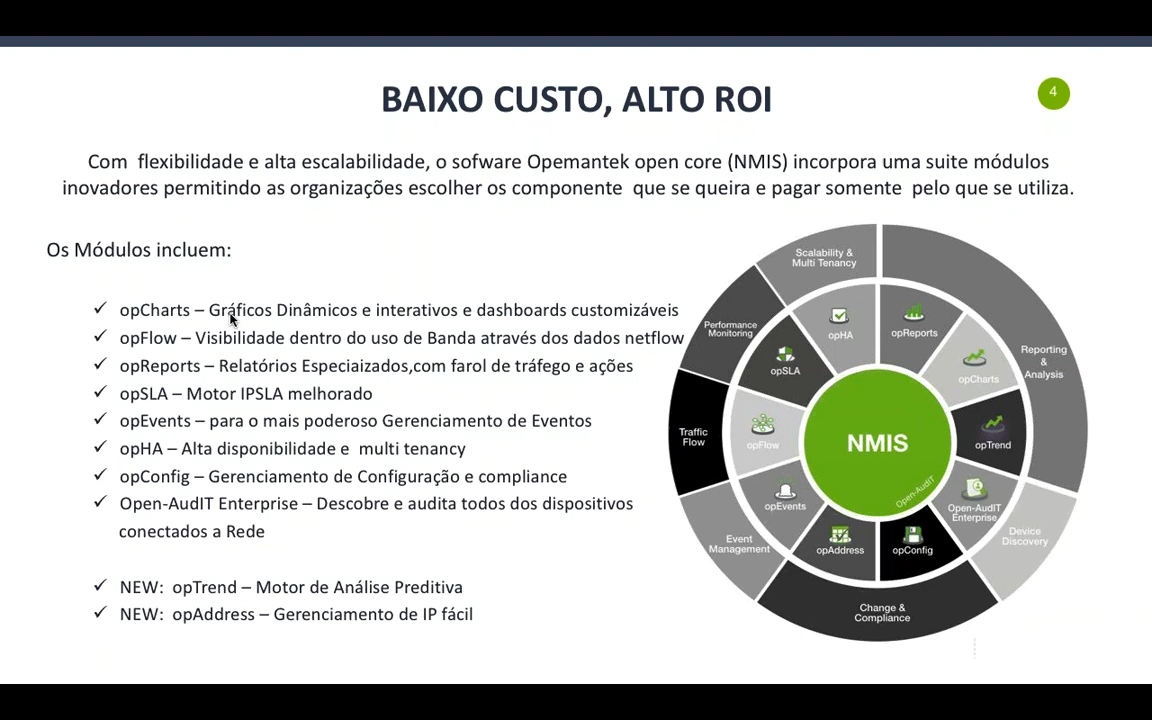 BAIXO CUSTO, ALTO ROI
4
Com flexibilidade e alta escalabilidade, o sofware Opemantek open core (NMIS) incorpora uma suite módulos
inovadores permitindo as organizações escolher os componente que se queira e pagar somente pelo que se utiliza.
Os Módulos incluem:
✓ opCharts – Gráficos Dinâmicos e interativos e dashboards customizáveis
✓ opFlow – Visibilidade dentro do uso de Banda através dos dados netflow
✓ opReports – Relatórios Especiaizados,com farol de tráfego e ações
✓ opSLA – Motor IPSLA melhorado
✓ opEvents – para o mais poderoso Gerenciamento de Eventos
✓ opHA – Alta disponibilidade e multi tenancy
✓ opConfig – Gerenciamento de Configuração e compliance
✓ Open-AudIT Enterprise – Descobre e audita todos dos dispositivos
conectados a Rede
✓ NEW: opTrend – Motor de Análise Preditiva
✓ NEW: opAddress – Gerenciamento de IP fácil
Scalability &
Multi Tenancy
Reporting
&
Analysis
Device
Discovery
Change &
Compliance
Event
Management
Traffic
Flow
Performance
Monitoring
opHA
opReports
opCharts
opTrend
Open-AudIT
Enterprise
opConfig
opAddress
opEvents
opFlow
opSLA
NMIS
Open-AudIT